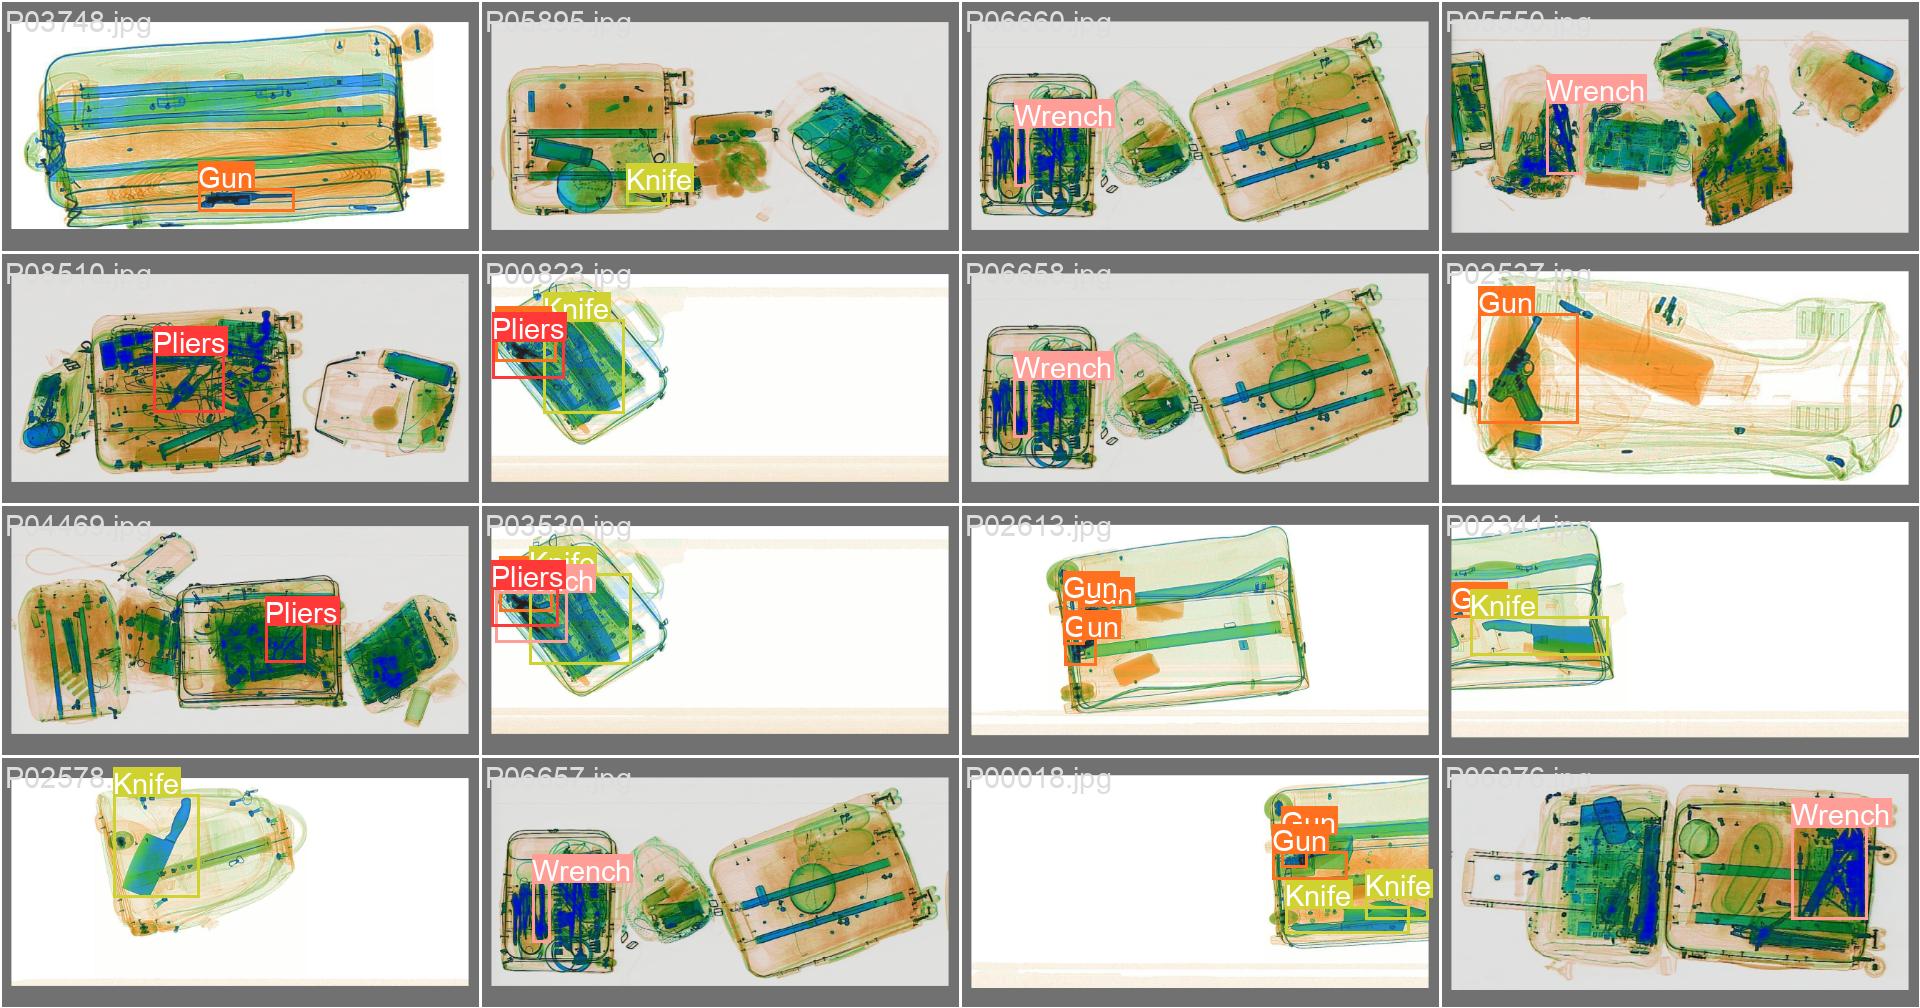 P03748.jpg
Gun
P05895.jpg
Knife
P06660.jpg
Wrench
P05550.jpg
Wrench
P08510.jpg
Pliers
P00823.jpg
Knife
Pliers
P06658.jpg
Wrench
P02537.jpg
Gun
P04469.jpg
Pliers
P03530.jpg
Knife
Pliers
ch
P02613.jpg
Gun
Gun
Gun
P02341.jpg
G
Knife
P02578.
Knife
P06657.jpg
Wrench
P00018.jpg
Gun
Gun
Knife
Knife
P06876.jpg
Wrench